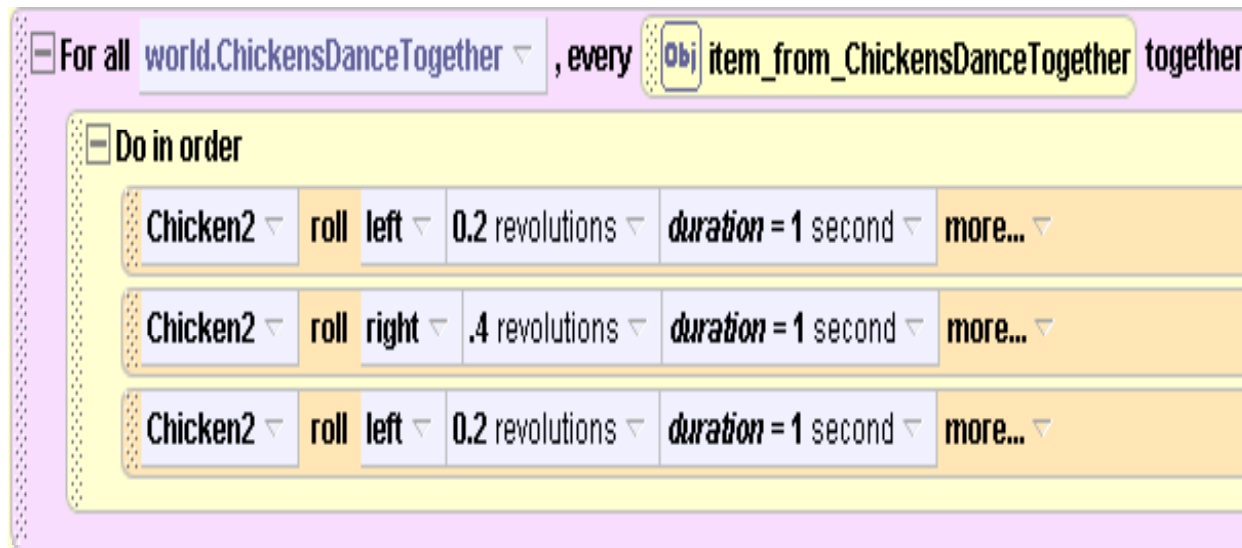 For all world.ChickensDanceTogether , every Obj item_from_ChickensDanceTogether together
Do in order
Chicken2 roll left 0.2 revolutions duration = 1 second more...
Chicken2 roll right .4 revolutions duration = 1 second more...
Chicken2 roll left 0.2 revolutions duration = 1 second more...